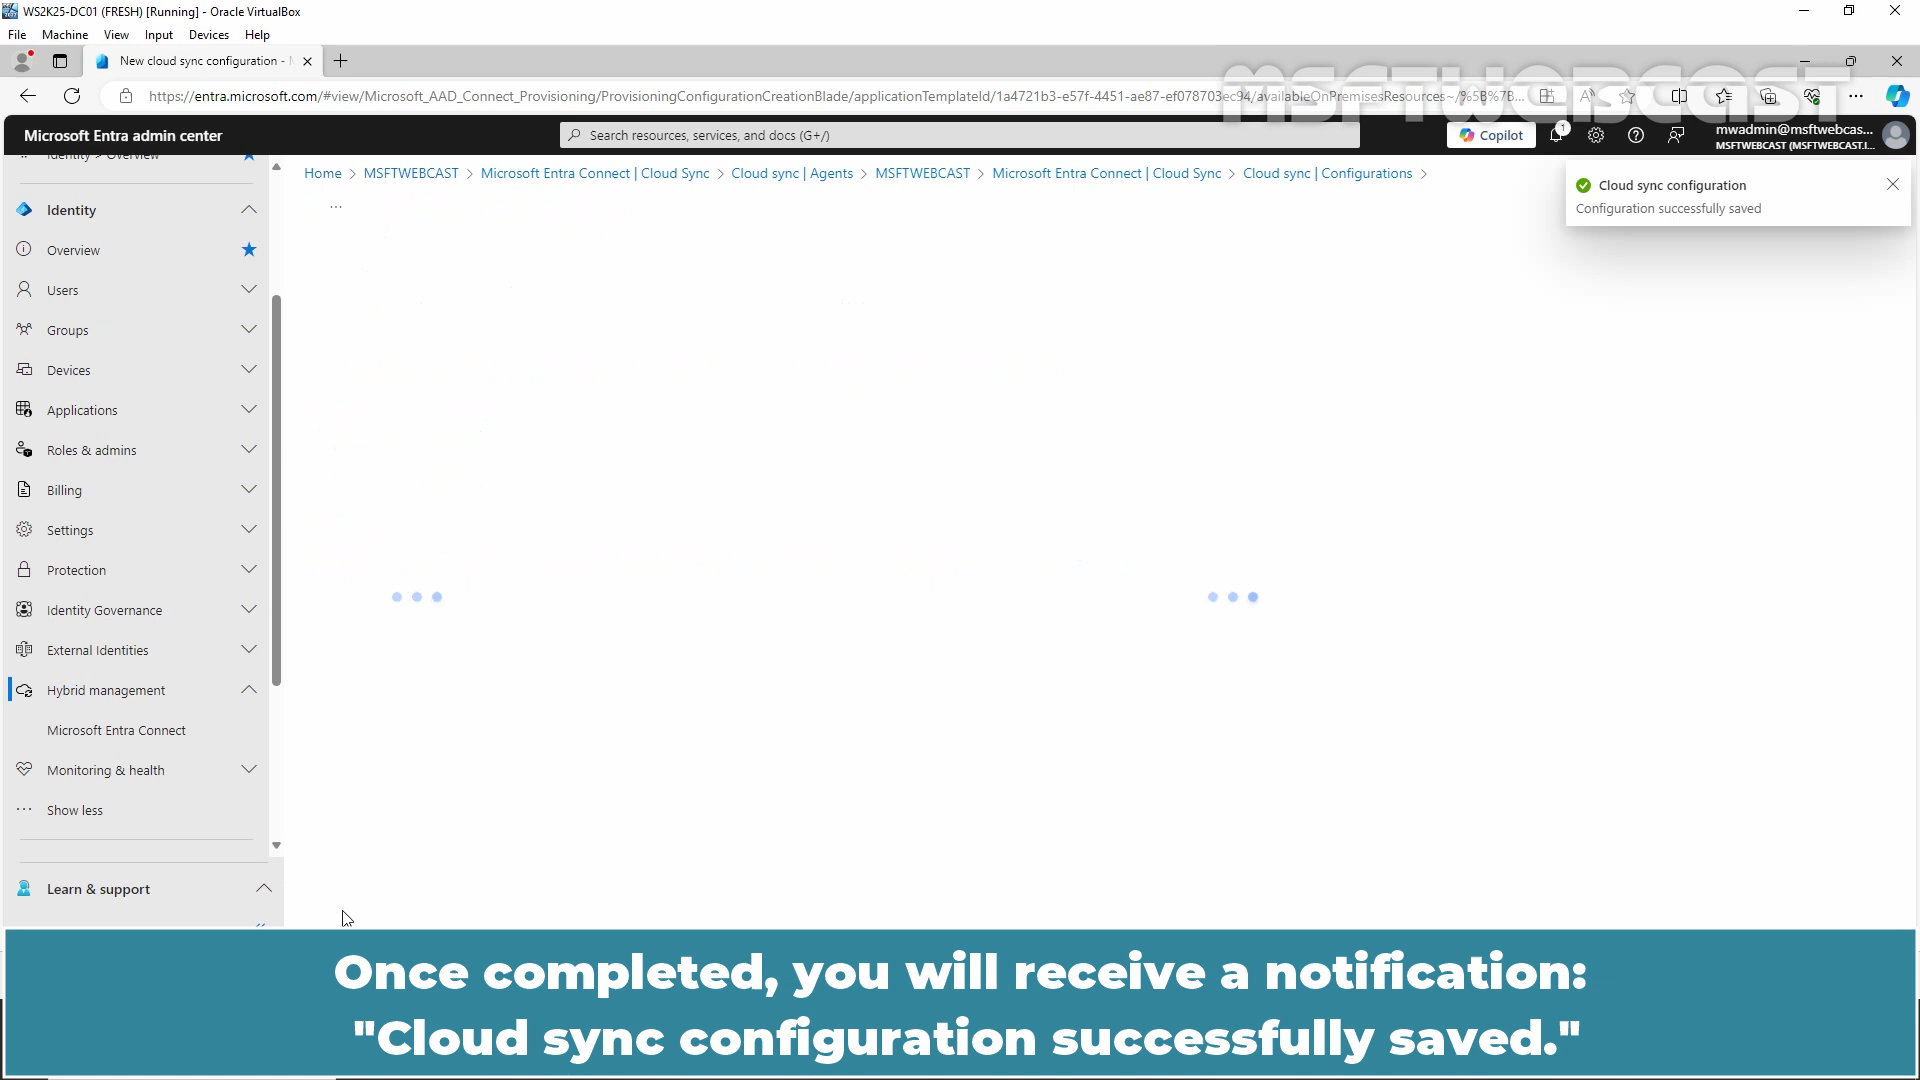 WS2K25-DC01 (FRESH) [Running] - Oracle VirtualBox
File Machine View Input Devices Help
New cloud sync configuration -
https://entra.microsoft.com/#view/Microsoft_AAD_Connect_Provisioning/ProvisioningConfigurationCreationBlade/applicationTemplateId/1a4721b3-e57f-4451-ae87-ef078703ec94/availableOnPremisesResources~/%5B%7B...
MSFTWEBCAST
Microsoft Entra admin center
Search resources, services, and docs (G+/)
Copilot
1
mwadmin@msftwebcas...
MSFTWEBCAST (MSFTWEBCAST.I...
Identity > Overview
Home > MSFTWEBCAST > Microsoft Entra Connect | Cloud Sync > Cloud sync | Agents > MSFTWEBCAST > Microsoft Entra Connect | Cloud Sync > Cloud sync | Configurations >
...
Cloud sync configuration
Configuration successfully saved
Identity
Overview
Users
Groups
Devices
Applications
Roles & admins
Billing
Settings
Protection
Identity Governance
External Identities
Hybrid management
Microsoft Entra Connect
Monitoring & health
Show less
Learn & support
Once completed, you will receive a notification:
"Cloud sync configuration successfully saved."